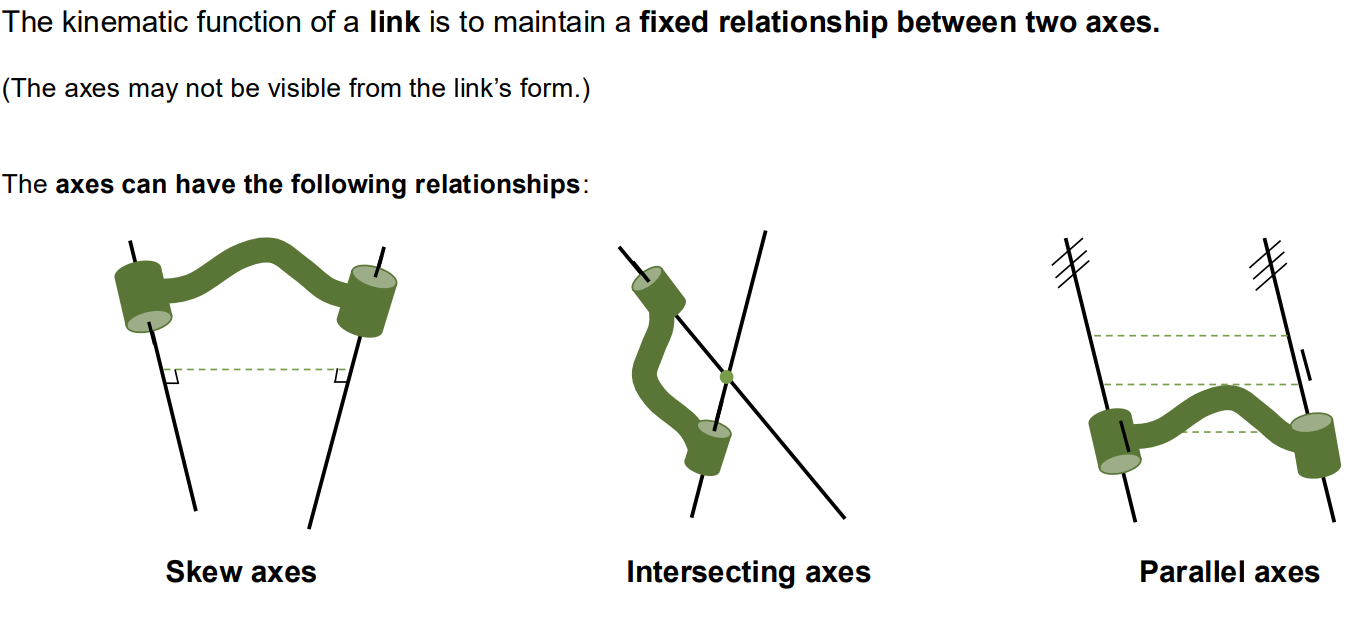 The kinematic function of a link is to maintain a fixed relationship between two axes.
(The axes may not be visible from the link’s form.)
The axes can have the following relationships:
Skew axes
Intersecting axes
Parallel axes